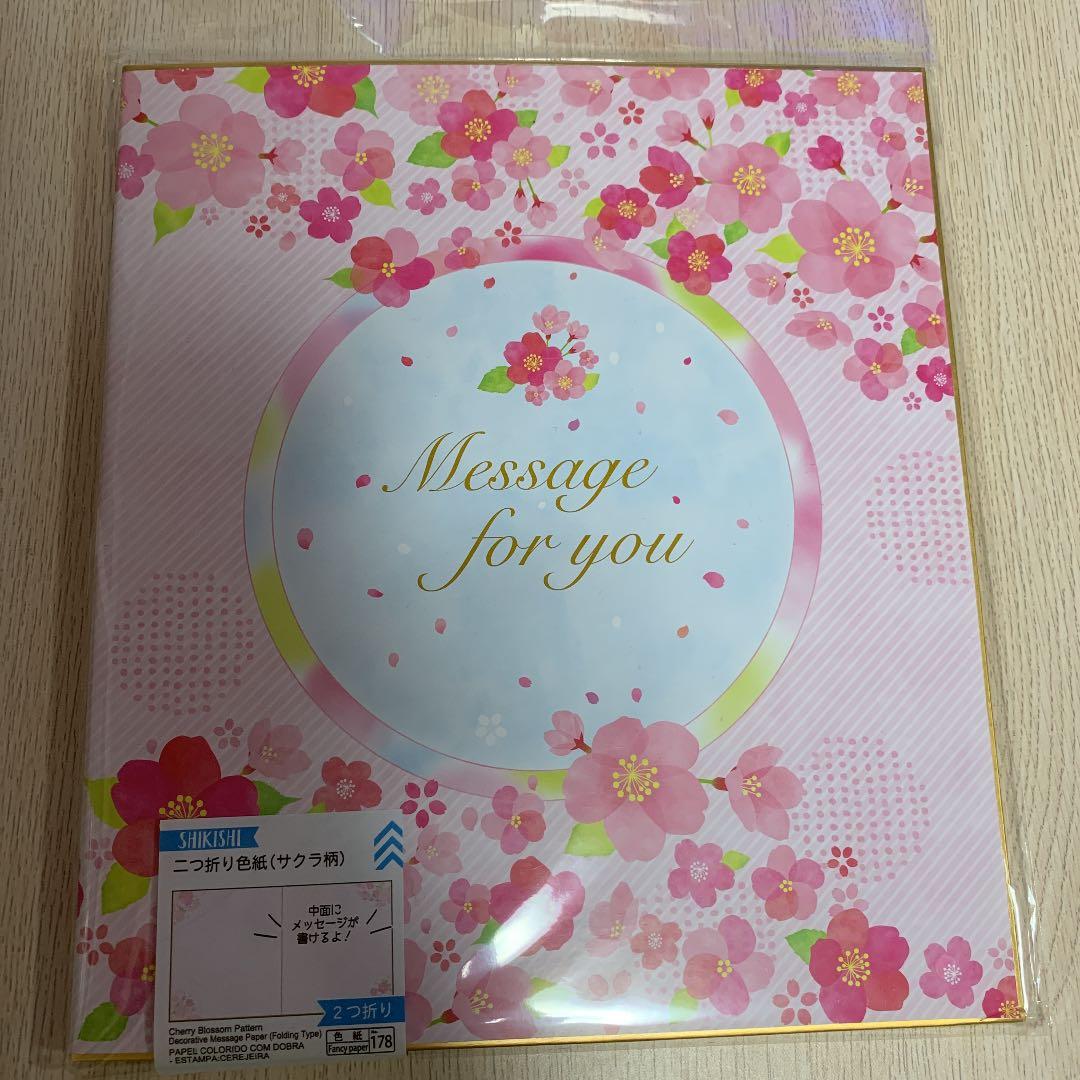 Message
for you
SHIKISHI
二つ折り色紙(サクラ柄)
中面に
メッセージが
書けるよ!
2つ折り
Cherry Blossom Pattern
Decorative Message Paper (Folding Type)
PAPEL COLORIDO COM DOBRA
- ESTAMPA:CEREJEIRA
色 紙
Fancy paper
No.
178